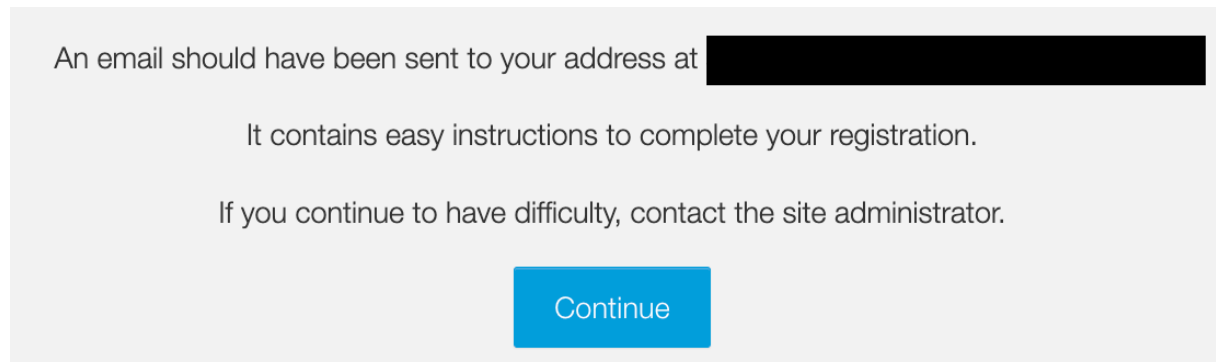 An email should have been sent to your address at
It contains easy instructions to complete your registration.
If you continue to have difficulty, contact the site administrator.
Continue